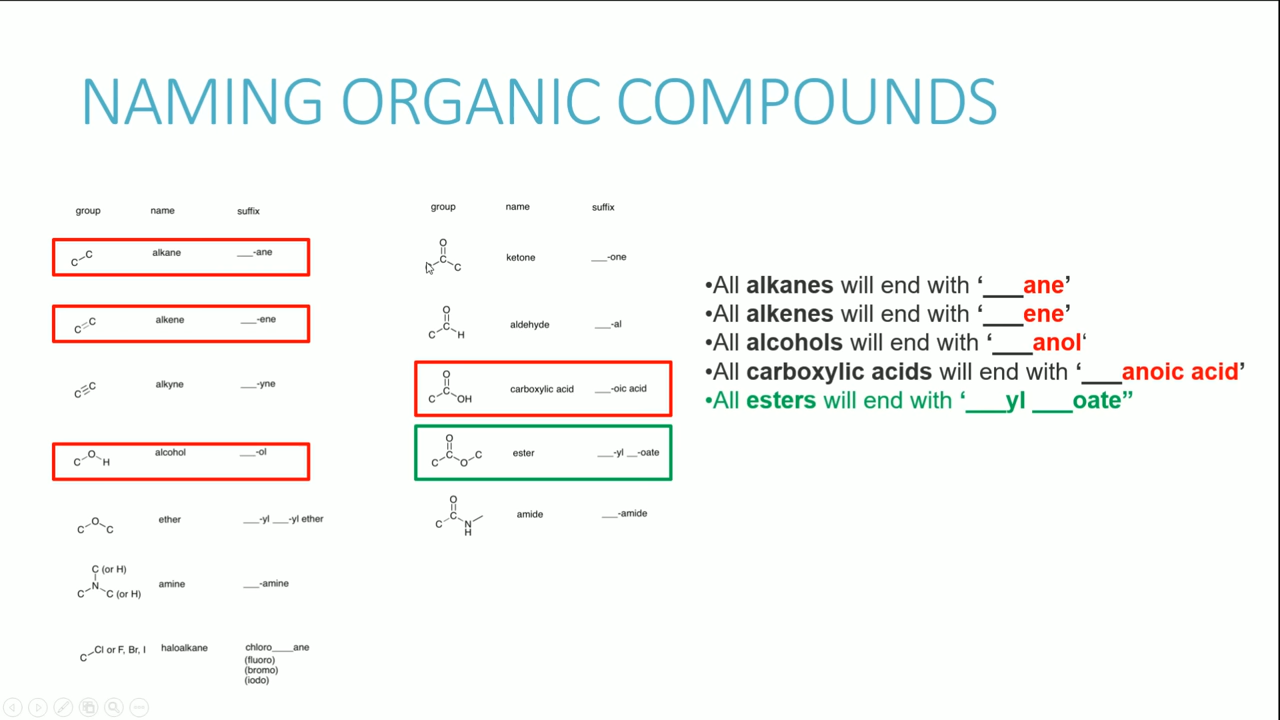 NAMING ORGANIC COMPOUNDS
group name suffix
C C alkane ___-ane
C C alkene ___-ene
C C alkyne ___-yne
C O H alcohol ___-ol
C O C ether ___-yl ___-yl ether
C (or H)
N amine ___-amine
C C (or H)
C Cl or F, Br, I haloalkane chloro____ane
(fluoro)
(bromo)
(iodo)
group name suffix
O
C C ketone ___-one
O
C C H aldehyde ___-al
O
C C OH carboxylic acid ___-oic acid
O
C C O C ester ___-yl __-oate
O
C C N H amide ___-amide
•All alkanes will end with ‘___ane’
•All alkenes will end with ‘___ene’
•All alcohols will end with ‘___anol‘
•All carboxylic acids will end with ‘___anoic acid’
•All esters will end with ‘___yl ___oate”